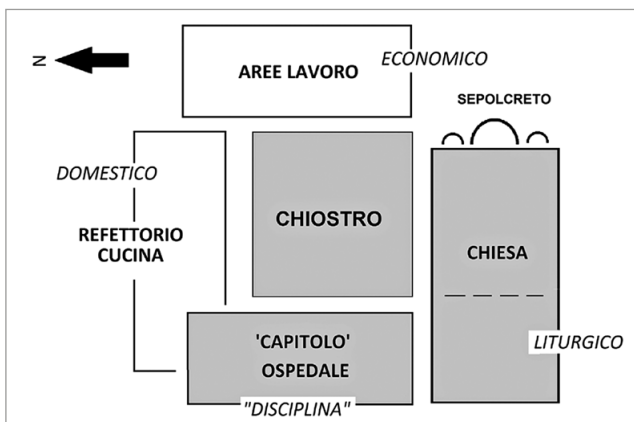 N
AREE LAVORO
ECONOMICO
SEPOLCRETO
DOMESTICO
REFETTORIO
CUCINA
CHIOSTRO
CHIESA
'CAPITOLO'
OSPEDALE
LITURGICO
"DISCIPLINA"